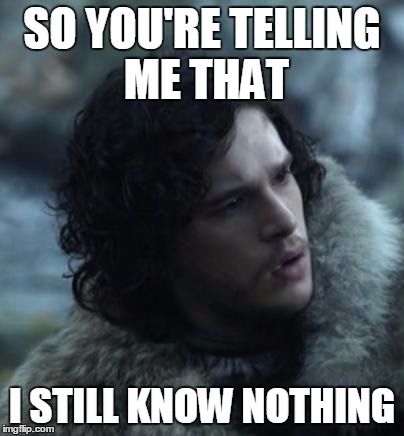 SO YOU'RE TELLING
ME THAT
I STILL KNOW NOTHING
imgflip.com